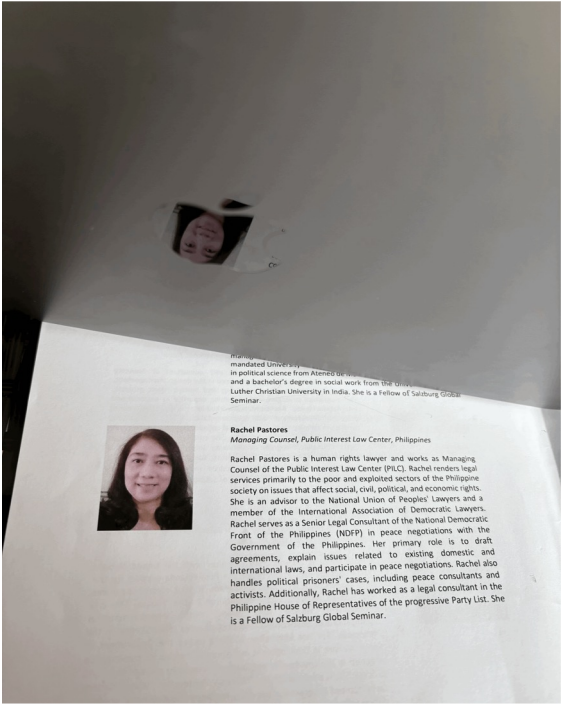 mandated
in political science from Ateneo de
and a bachelor's degree in social work from the
Luther Christian University in India. She is a Fellow of Salzburg Global
Seminar.
Rachel Pastores
Managing Counsel, Public Interest Law Center, Philippines
Rachel Pastores is a human rights lawyer and works as Managing
Counsel of the Public Interest Law Center (PILC). Rachel renders legal
services primarily to the poor and exploited sectors of the Philippine
society on issues that affect social, civil, political, and economic rights.
She is an advisor to the National Union of Peoples' Lawyers and a
member of the International Association of Democratic Lawyers.
Rachel serves as a Senior Legal Consultant of the National Democratic
Front of the Philippines (NDFP) in peace negotiations with the
Government of the Philippines. Her primary role is to draft
agreements, explain issues related to existing domestic and
international laws, and participate in peace negotiations. Rachel also
handles political prisoners' cases, including peace consultants and
activists. Additionally, Rachel has worked as a legal consultant in the
Philippine House of Representatives of the progressive Party List. She
is a Fellow of Salzburg Global Seminar.